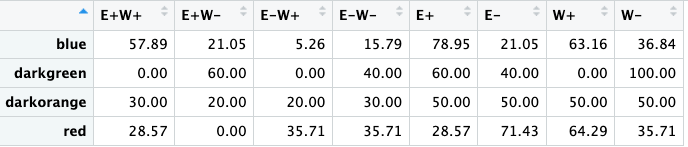 E+W+ E+W- E-W+ E-W- E+ E- W+ W-
blue 57.89 21.05 5.26 15.79 78.95 21.05 63.16 36.84
darkgreen 0.00 60.00 0.00 40.00 60.00 40.00 0.00 100.00
darkorange 30.00 20.00 20.00 30.00 50.00 50.00 50.00 50.00
red 28.57 0.00 35.71 35.71 28.57 71.43 64.29 35.71